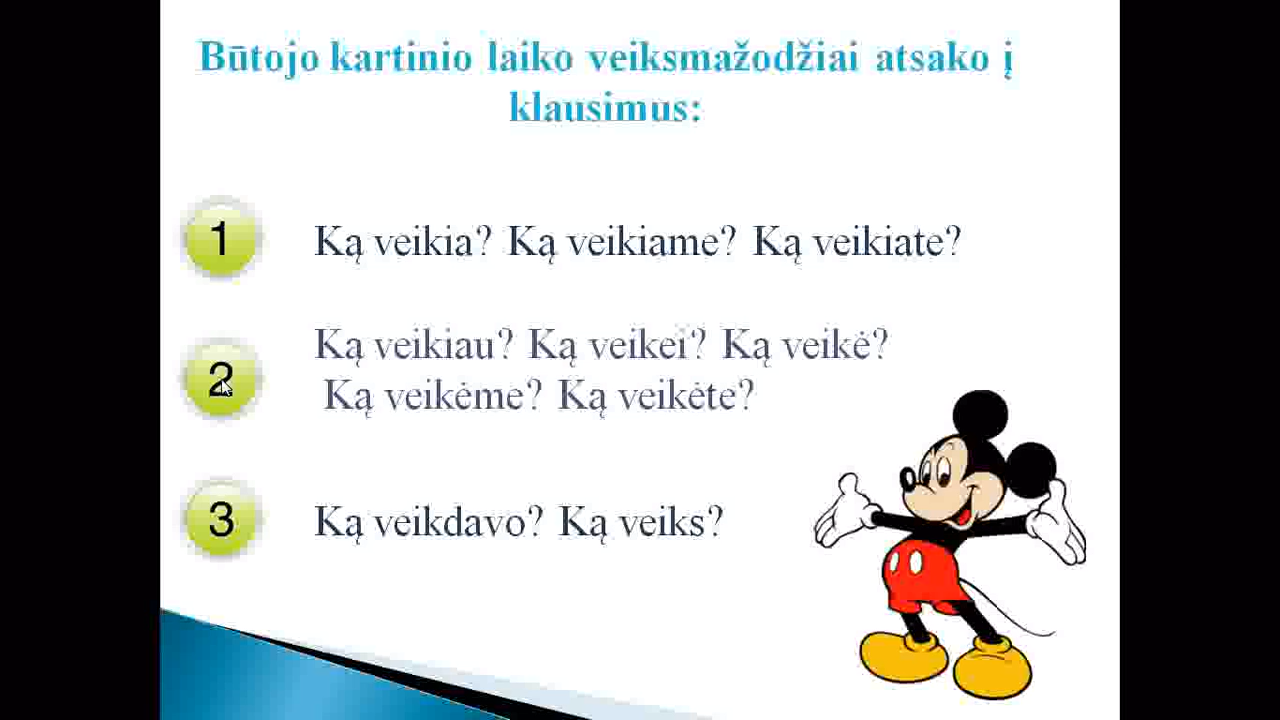 Būtojo kartinio laiko veiksmažodžiai atsako į
klausimus:
1 Ką veikia? Ką veikiame? Ką veikiate?
2 Ką veikiau? Ką veikei? Ką veikė?
Ką veikėme? Ką veikėte?
3 Ką veikdavo? Ką veiks?